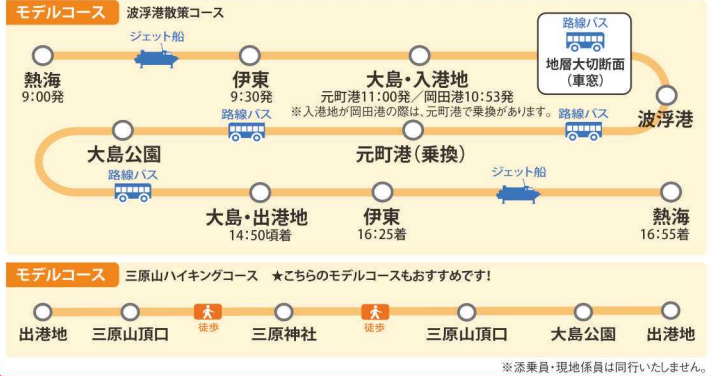 モデルコース 波浮港散策コース
ジェット船
路線バス
地層大切断面
(車窓)
熱海
9:00発
伊東
9:30発
大島・入港地
元町港11:00発/岡田港10:53発
※入港地が岡田港の際は、元町港で乗換があります。
波浮港
路線バス
路線バス
大島公園
元町港(乗換)
路線バス
ジェット船
大島・出港地
14:50頃着
伊東
16:25着
熱海
16:55着
モデルコース 三原山ハイキングコース ★こちらのモデルコースもおすすめです!
出港地
三原山頂口
徒歩
三原神社
徒歩
三原山頂口
大島公園
出港地
※添乗員・現地係員は同行いたしません。